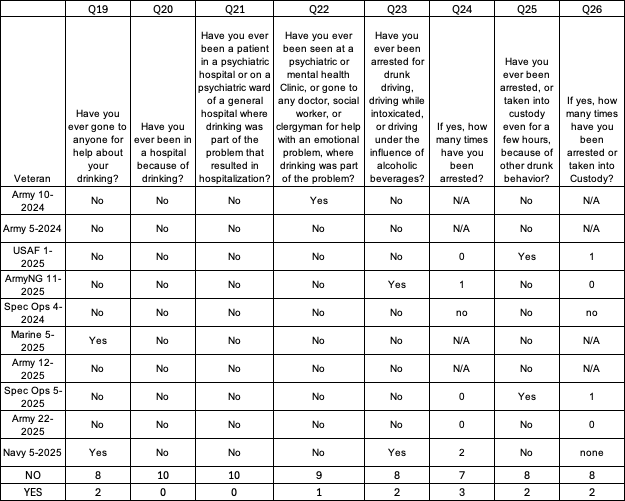 Q19 Q20 Q21 Q22 Q23 Q24 Q25 Q26
Veteran
Have you
ever gone to
anyone for
help about
your
drinking?
Have you
ever been in
a hospital
because of
drinking?
Have you ever
been a patient
in a psychiatric
hospital or on a
psychiatric ward
of a general
hospital where
drinking was
part of the
problem that
resulted in
hospitalization?
Have you ever
been seen at a
psychiatric or
mental health
Clinic, or gone to
any doctor, social
worker, or
clergyman for help
with an emotional
problem, where
drinking was part
of the problem?
Have you
ever been
arrested for
drunk
driving,
driving while
intoxicated,
or driving
under the
influence of
alcoholic
beverages?
If yes, how
many times
have you
been
arrested?
Have you
ever been
arrested, or
taken into
custody
even for a
few hours,
because of
other drunk
behavior?
If yes, how
many times
have you
been
arrested or
taken into
Custody?
Army 10-
2024 No No No Yes No N/A No N/A
Army 5-2024 No No No No No N/A No N/A
USAF 1-
2025 No No No No No 0 Yes 1
ArmyNG 11-
2025 No No No No Yes 1 No 0
Spec Ops 4-
2024 No No No No No no No no
Marine 5-
2025 Yes No No No No N/A No N/A
Army 12-
2025 No No No No No N/A No N/A
Spec Ops 5-
2025 No No No No No 0 Yes 1
Army 22-
2025 No No No No No 0 No 0
Navy 5-2025 Yes No No No Yes 2 No none
NO 8 10 10 9 8 7 8 8
YES 2 0 0 1 2 3 2 2